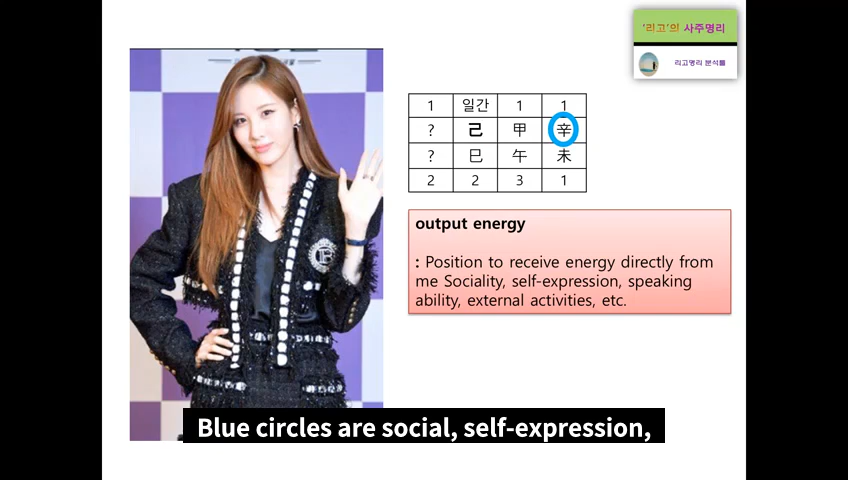 '리고'의 사주명리
리고명리 분석틀
1 일간 1 1
? 己 甲 辛
? 巳 午 未
2 2 3 1
output energy
: Position to receive energy directly from
me Sociality, self-expression, speaking
ability, external activities, etc.
Blue circles are social, self-expression,